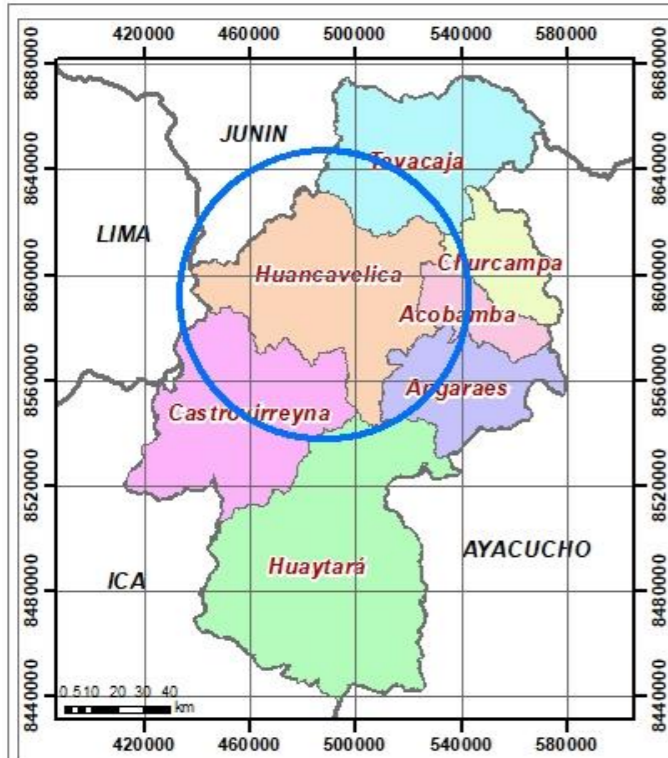 420000 460000 500000 540000 580000
8680000 8680000
JUNIN
Tayacaja
8640000 8640000
LIMA
Huancavelica
Churcampa
8600000 8600000
Acobamba
Angaraes
8560000 8560000
Castrovirreyna
8520000 8520000
AYACUCHO
Huaytará
ICA
8480000 8480000
0 5 10 20 30 40
km
8440000 8440000
420000 460000 500000 540000 580000